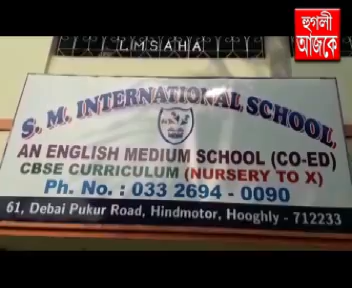 হুগলী
আজকে
LMSAHA
S. M. INTERNATIONAL SCHOOL
AN ENGLISH MEDIUM SCHOOL (CO-ED)
CBSE CURRICULUM (NURSERY TO X)
Ph. No. : 033 2694 - 0090
61, Debai Pukur Road, Hindmotor, Hooghly - 712233